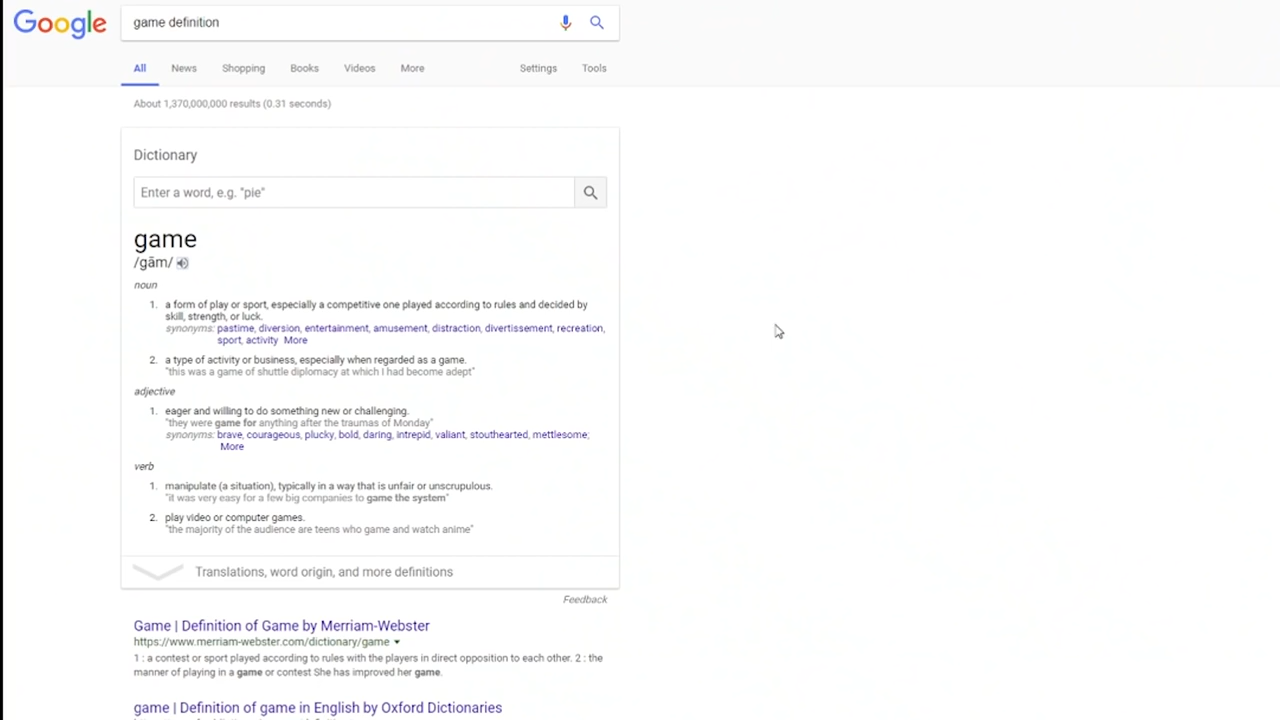 Google
game definition
All News Shopping Books Videos More Settings Tools
About 1,370,000,000 results (0.31 seconds)
Dictionary
Enter a word, e.g. "pie"
game
/gām/
noun
1. a form of play or sport, especially a competitive one played according to rules and decided by
skill, strength, or luck.
synonyms: pastime, diversion, entertainment, amusement, distraction, divertissement, recreation,
sport, activity More
2. a type of activity or business, especially when regarded as a game.
"this was a game of shuttle diplomacy at which I had become adept"
adjective
1. eager and willing to do something new or challenging.
"they were game for anything after the traumas of Monday"
synonyms: brave, courageous, plucky, bold, daring, intrepid, valiant, stouthearted, mettlesome;
More
verb
1. manipulate (a situation), typically in a way that is unfair or unscrupulous.
"it was very easy for a few big companies to game the system"
2. play video or computer games.
"the majority of the audience are teens who game and watch anime"
Translations, word origin, and more definitions
Feedback
Game | Definition of Game by Merriam-Webster
https://www.merriam-webster.com/dictionary/game
1 : a contest or sport played according to rules with the players in direct opposition to each other. 2 : the
manner of playing in a game or contest She has improved her game.
game | Definition of game in English by Oxford Dictionaries